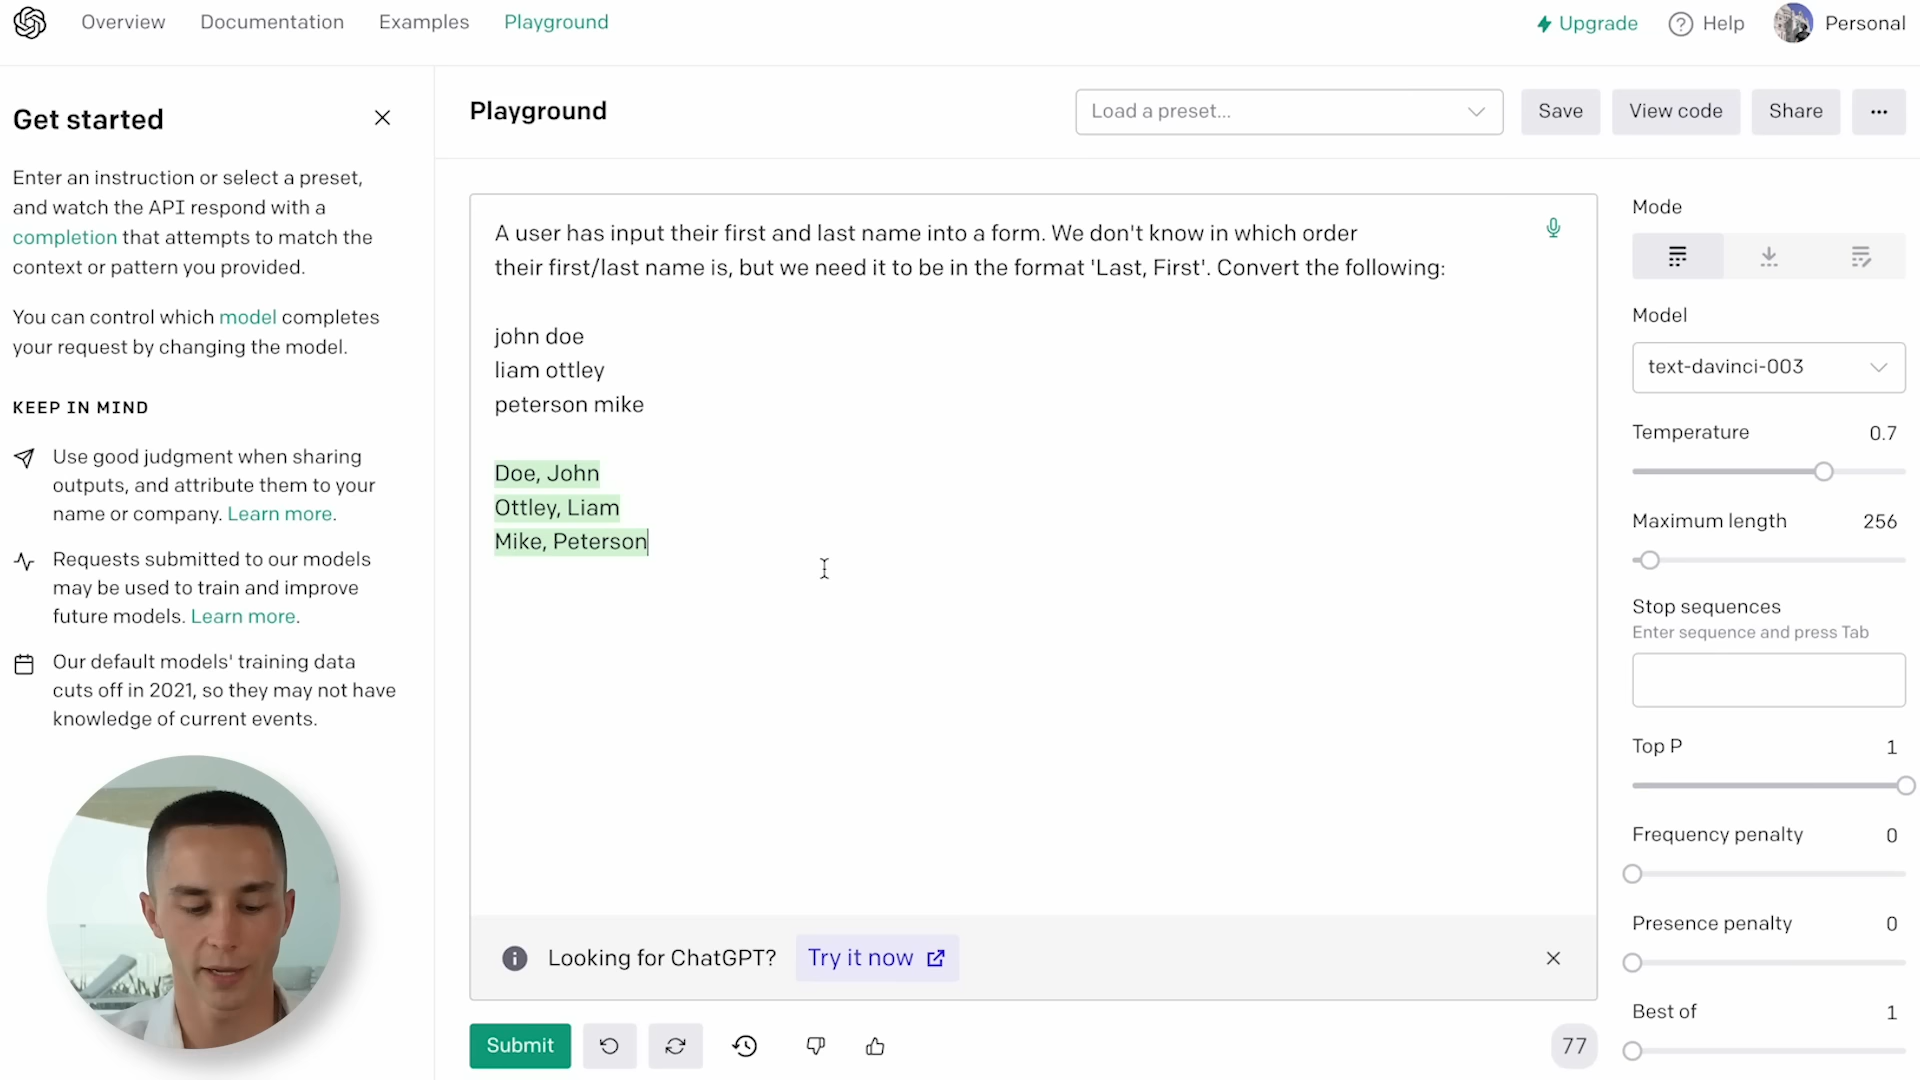 Overview Documentation Examples Playground Upgrade Help Personal
Get started
Enter an instruction or select a preset,
and watch the API respond with a
completion that attempts to match the
context or pattern you provided.
You can control which model completes
your request by changing the model.
KEEP IN MIND
Use good judgment when sharing
outputs, and attribute them to your
name or company. Learn more.
Requests submitted to our models
may be used to train and improve
future models. Learn more.
Our default models' training data
cuts off in 2021, so they may not have
knowledge of current events.
Playground Load a preset... Save View code Share ...
A user has input their first and last name into a form. We don't know in which order
their first/last name is, but we need it to be in the format 'Last, First'. Convert the following:
john doe
liam ottley
peterson mike
Doe, John
Ottley, Liam
Mike, Peterson
Looking for ChatGPT? Try it now
Submit 77
Mode
Model
text-davinci-003
Temperature 0.7
Maximum length 256
Stop sequences
Enter sequence and press Tab
Top P 1
Frequency penalty 0
Presence penalty 0
Best of 1